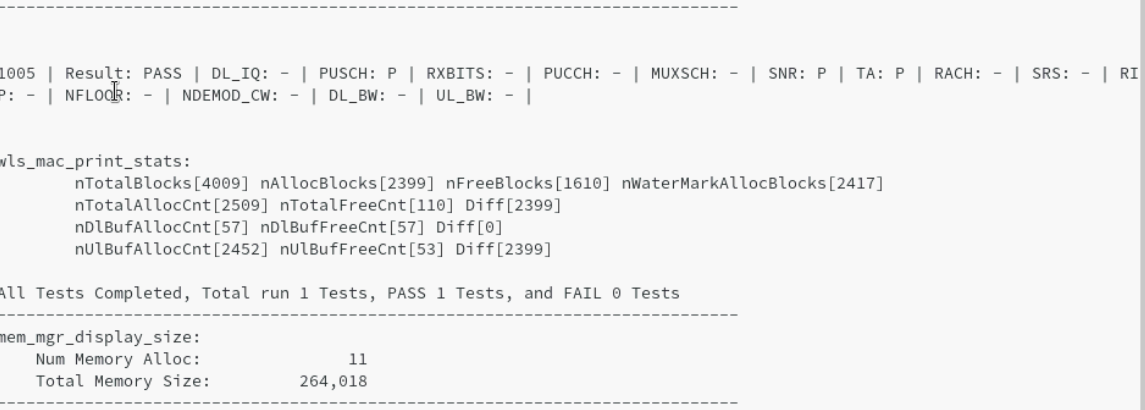 1005 | Result: PASS | DL_IQ: - | PUSCH: P | RXBITS: - | PUCCH: - | MUXSCH: - | SNR: P | TA: P | RACH: - | SRS: - | RI
P: - | NFLOOR: - | NDEMOD_CW: - | DL_BW: - | UL_BW: - |
wls_mac_print_stats:
nTotalBlocks[4009] nAllocBlocks[2399] nFreeBlocks[1610] nWaterMarkAllocBlocks[2417]
nTotalAllocCnt[2509] nTotalFreeCnt[110] Diff[2399]
nDlBufAllocCnt[57] nDlBufFreeCnt[57] Diff[0]
nUlBufAllocCnt[2452] nUlBufFreeCnt[53] Diff[2399]
All Tests Completed, Total run 1 Tests, PASS 1 Tests, and FAIL 0 Tests
mem_mgr_display_size:
Num Memory Alloc: 11
Total Memory Size: 264,018